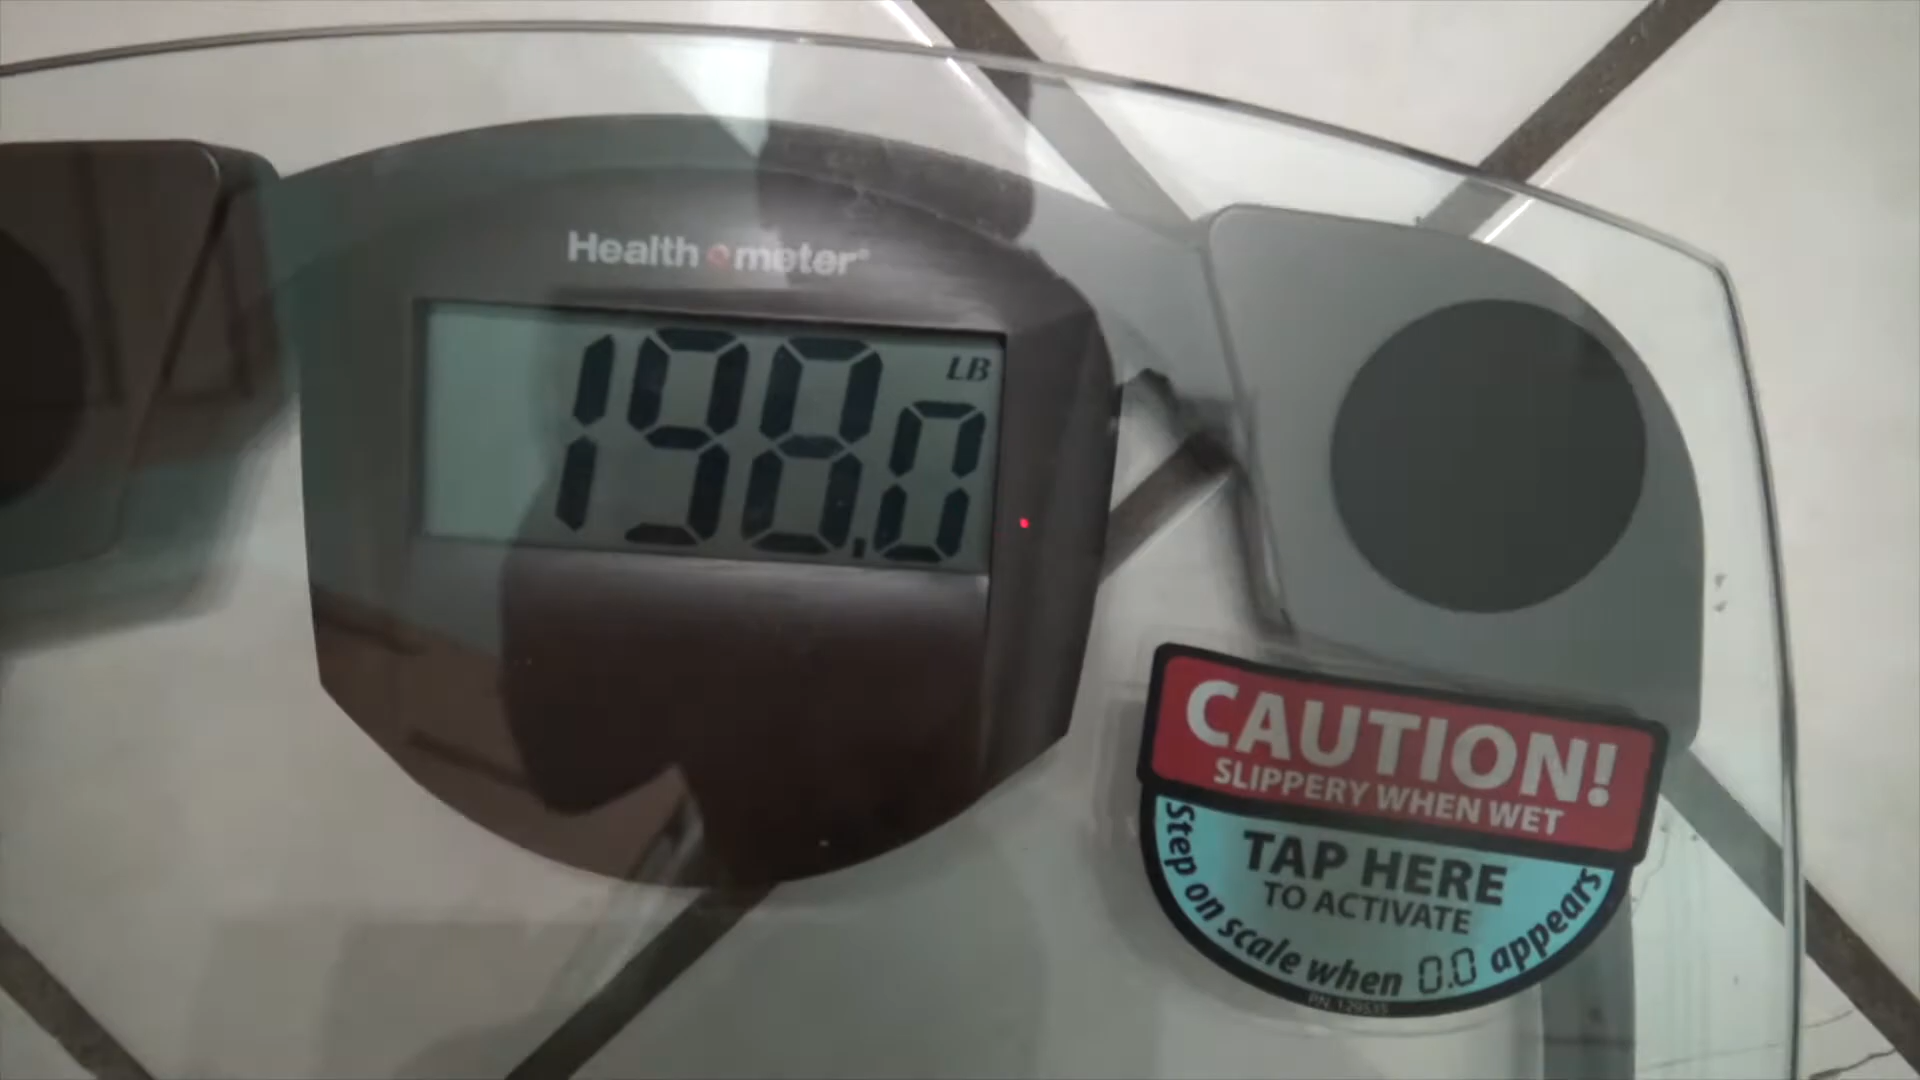 Health o meter®
LB
198.0
CAUTION!
SLIPPERY WHEN WET
TAP HERE
TO ACTIVATE
Step on scale when 0.0 appears